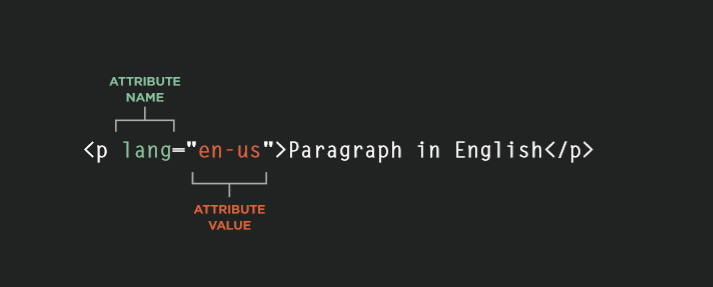 ATTRIBUTE
NAME
<p lang="en-us">Paragraph in English</p>
ATTRIBUTE
VALUE